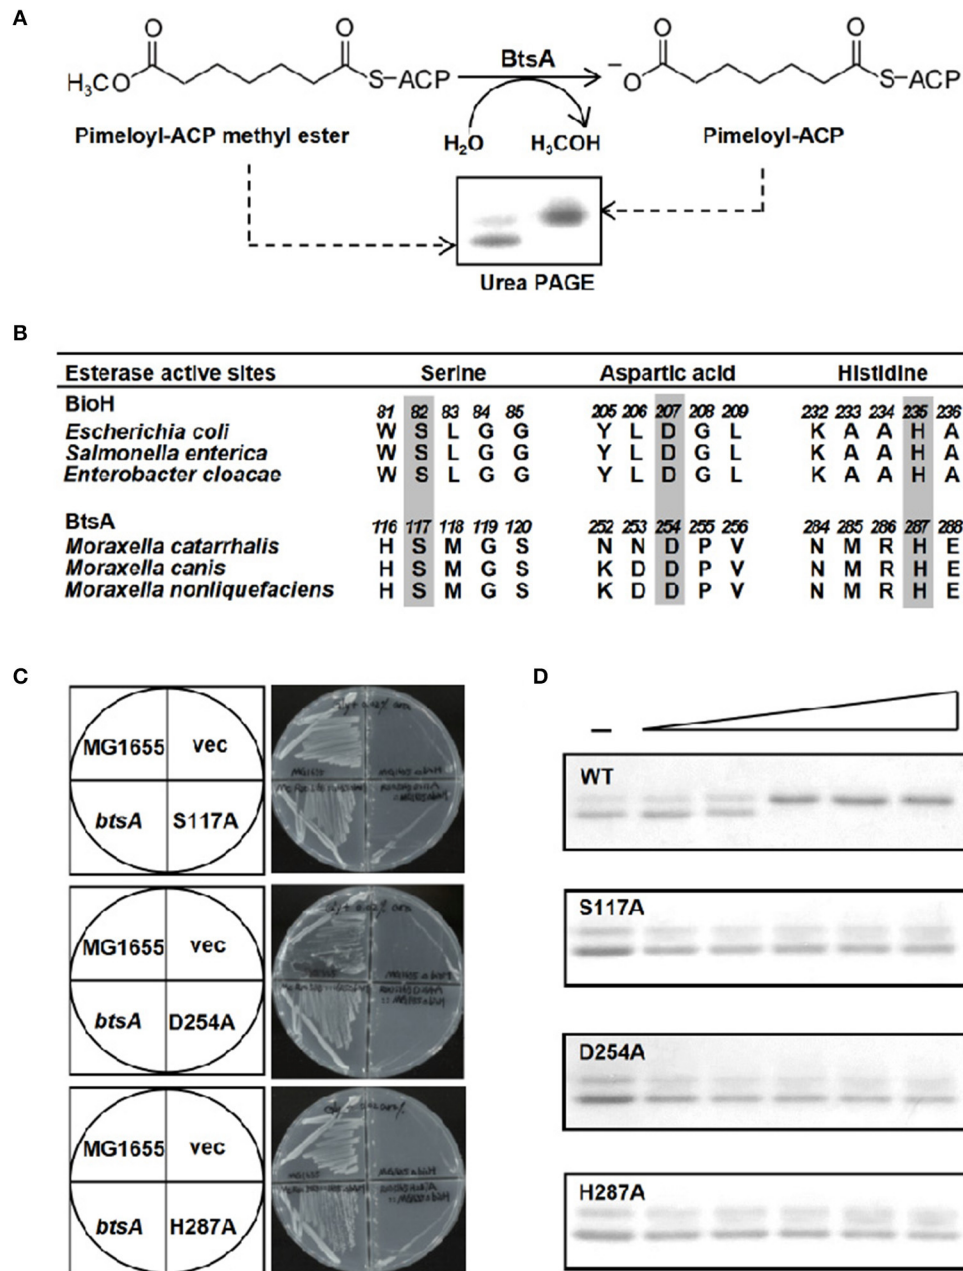 A
O O O O
H₃CO S–ACP BtsA ⁻O S–ACP
Pimeloyl-ACP methyl ester H₂O H₃COH Pimeloyl-ACP
Urea PAGE
B
Esterase active sites Serine Aspartic acid Histidine
BioH 81 82 83 84 85 205 206 207 208 209 232 233 234 235 236
Escherichia coli W S L G G Y L D G L K A A H A
Salmonella enterica W S L G G Y L D G L K A A H A
Enterobacter cloacae W S L G G Y L D G L K A A H A
BtsA 116 117 118 119 120 252 253 254 255 256 284 285 286 287 288
Moraxella catarrhalis H S M G S N N D P V N M R H E
Moraxella canis H S M G S K D D P V N M R H E
Moraxella nonliquefaciens H S M G S K D D P V N M R H E
C
MG1655 vec
btsA S117A
MG1655 vec
btsA D254A
MG1655 vec
btsA H287A
D
–
WT
S117A
D254A
H287A